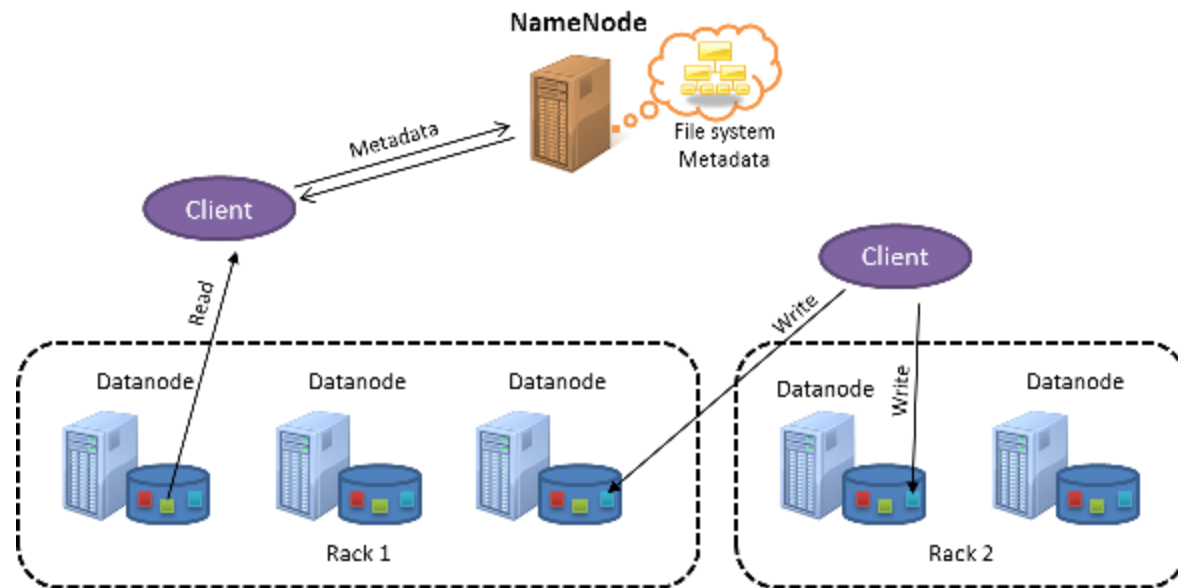 NameNode
File system
Metadata
Metadata
Client
Client
Read
Write
Write
Datanode
Datanode
Datanode
Datanode
Datanode
Rack 1
Rack 2